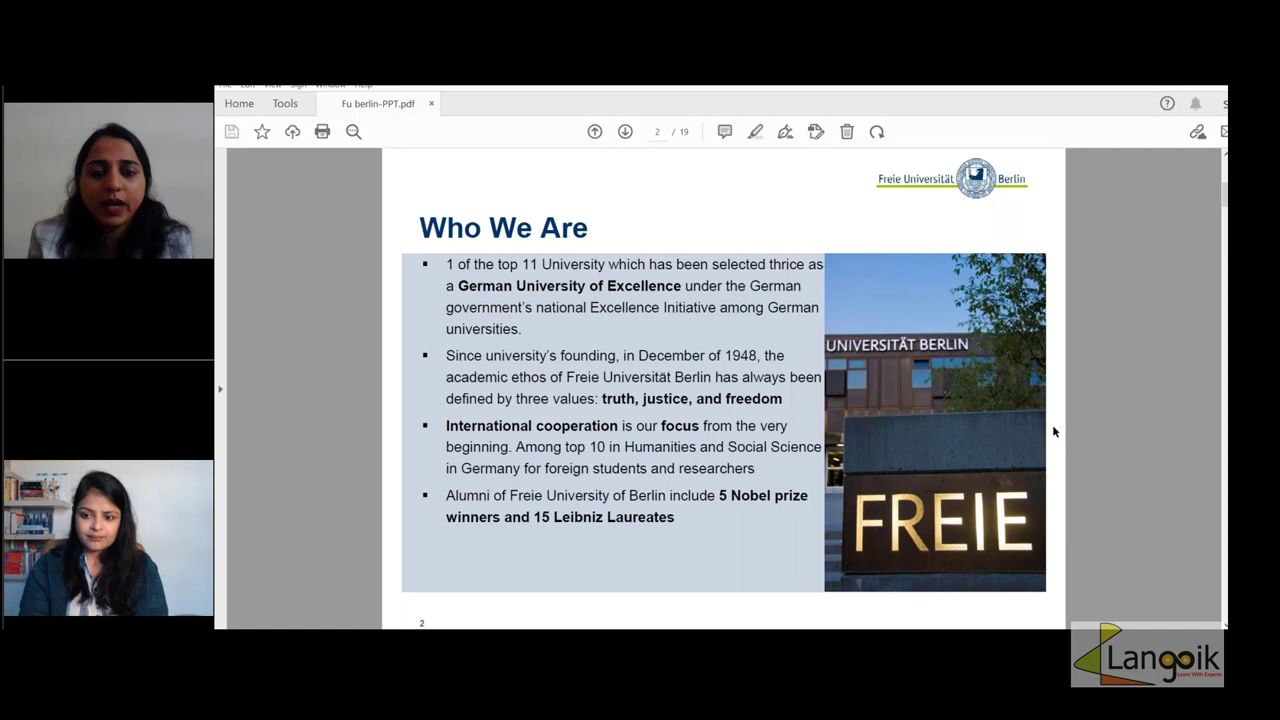 Home
Tools
Fu berlin-PPT.pdf
2 / 19
Freie Universität Berlin
Who We Are
1 of the top 11 University which has been selected thrice as
a German University of Excellence under the German
government's national Excellence Initiative among German
universities.
Since university's founding, in December of 1948, the
academic ethos of Freie Universität Berlin has always been
defined by three values: truth, justice, and freedom
International cooperation is our focus from the very
beginning. Among top 10 in Humanities and Social Science
in Germany for foreign students and researchers
Alumni of Freie University of Berlin include 5 Nobel prize
winners and 15 Leibniz Laureates
UNIVERSITÄT BERLIN
FREIE
2
Langoik
Learn With Experts